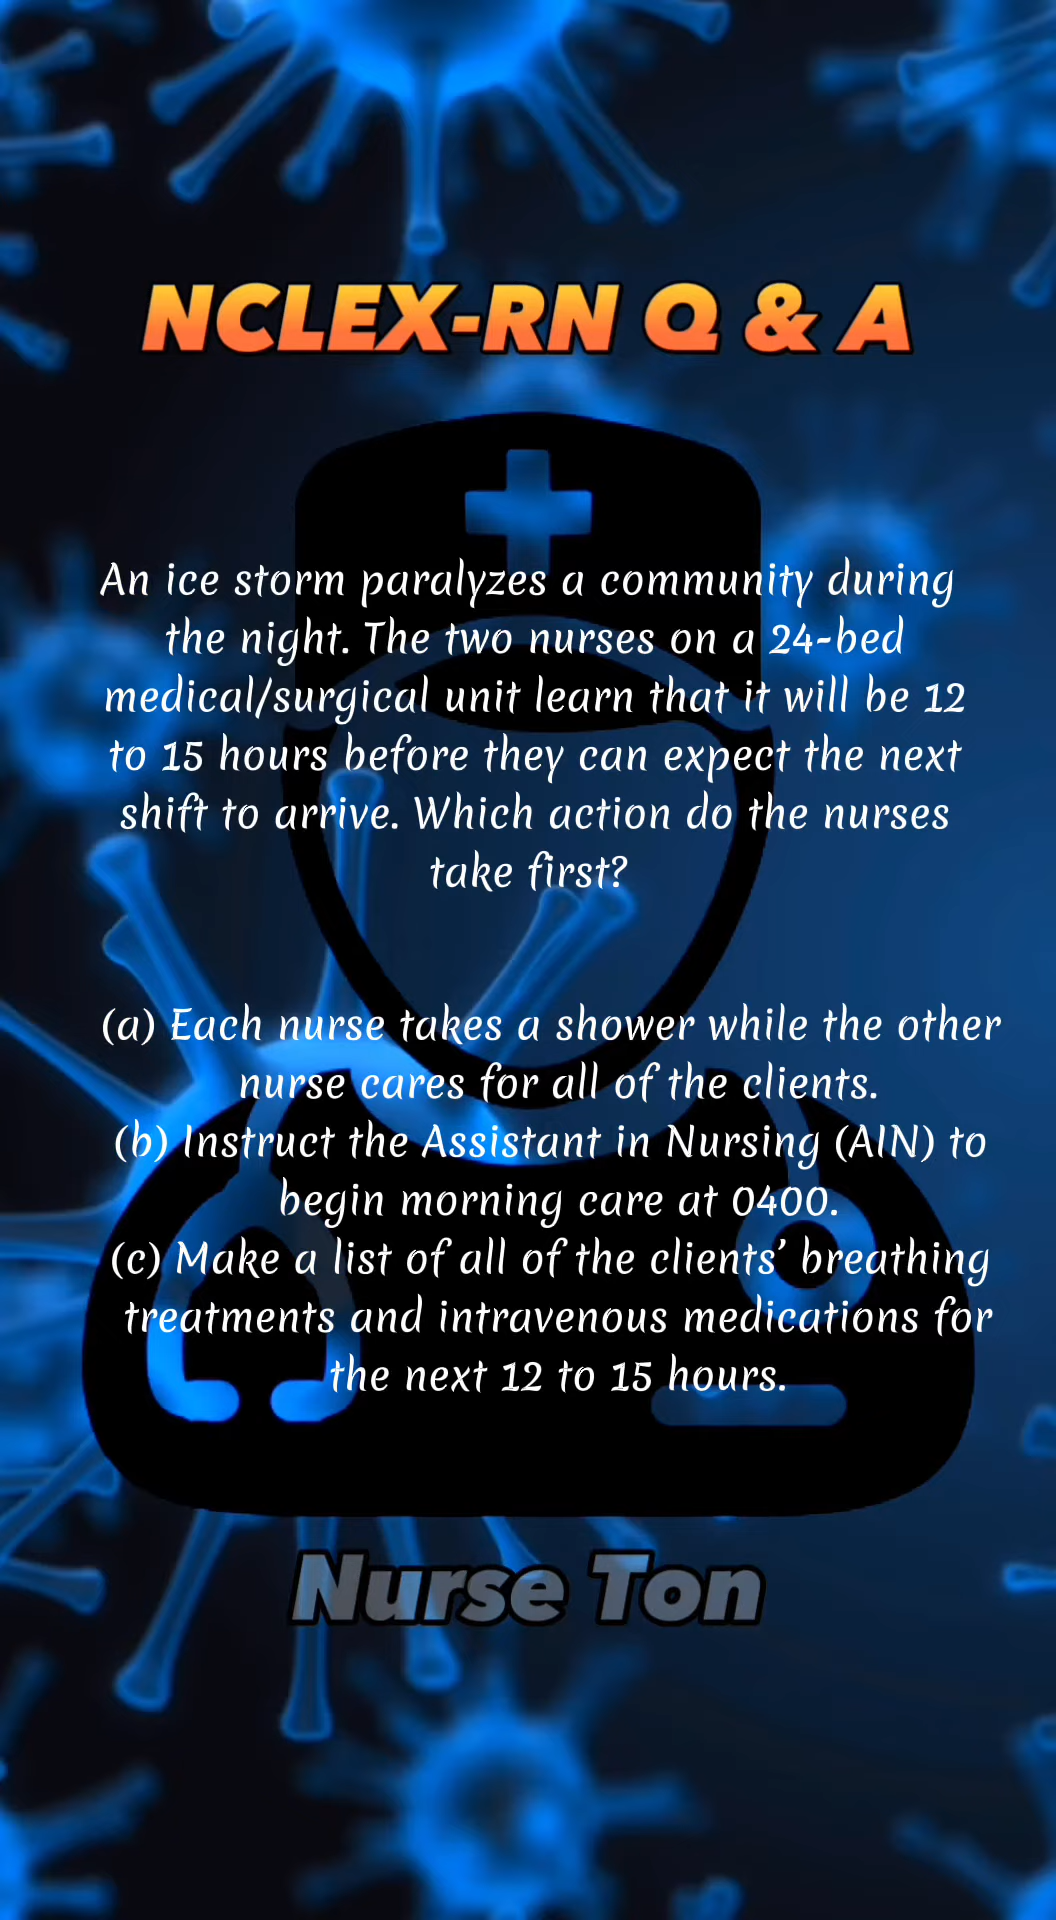 NCLEX-RN Q & A
An ice storm paralyzes a community during
the night. The two nurses on a 24-bed
medical/surgical unit learn that it will be 12
to 15 hours before they can expect the next
shift to arrive. Which action do the nurses
take first?
(a) Each nurse takes a shower while the other
nurse cares for all of the clients.
(b) Instruct the Assistant in Nursing (AIN) to
begin morning care at 0400.
(c) Make a list of all of the clients’ breathing
treatments and intravenous medications for
the next 12 to 15 hours.
Nurse Ton